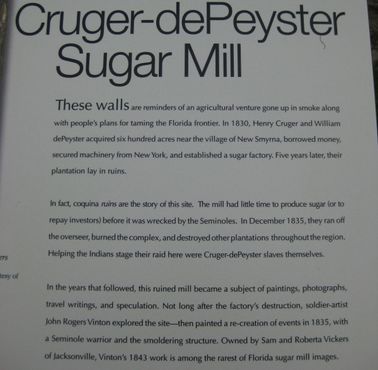 Cruger-dePeyster
Sugar Mill
These walls are reminders of an agricultural venture gone up in smoke along
with people's plans for taming the Florida frontier. In 1830, Henry Cruger and William
dePeyster acquired six hundred acres near the village of New Smyrna, borrowed money,
secured machinery from New York, and established a sugar factory. Five years later, their
plantation lay in ruins.
In fact, coquina ruins are the story of this site. The mill had little time to produce sugar (or to
repay investors) before it was wrecked by the Seminoles. In December 1835, they ran off
the overseer, burned the complex, and destroyed other plantations throughout the region.
Helping the Indians stage their raid here were Cruger-dePeyster slaves themselves.
In the years that followed, this ruined mill became a subject of paintings, photographs,
travel writings, and speculation. Not long after the factory's destruction, soldier-artist
John Rogers Vinton explored the site—then painted a re-creation of events in 1835, with
a Seminole warrior and the smoldering structure. Owned by Sam and Roberta Vickers
of Jacksonville, Vinton's 1843 work is among the rarest of Florida sugar mill images.